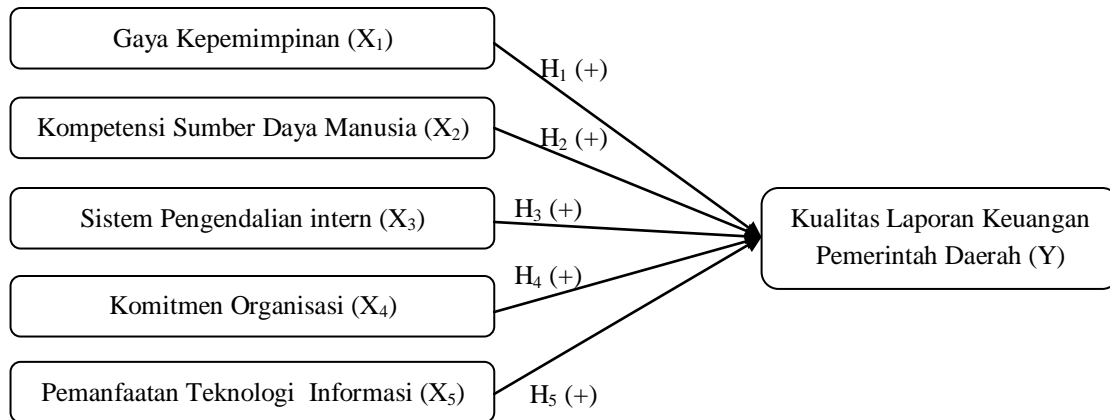 Gaya Kepemimpinan (X₁)
H₁ (+)
Kompetensi Sumber Daya Manusia (X₂)
H₂ (+)
Sistem Pengendalian intern (X₃)
H₃ (+)
Kualitas Laporan Keuangan
Pemerintah Daerah (Y)
Komitmen Organisasi (X₄)
H₄ (+)
Pemanfaatan Teknologi Informasi (X₅)
H₅ (+)